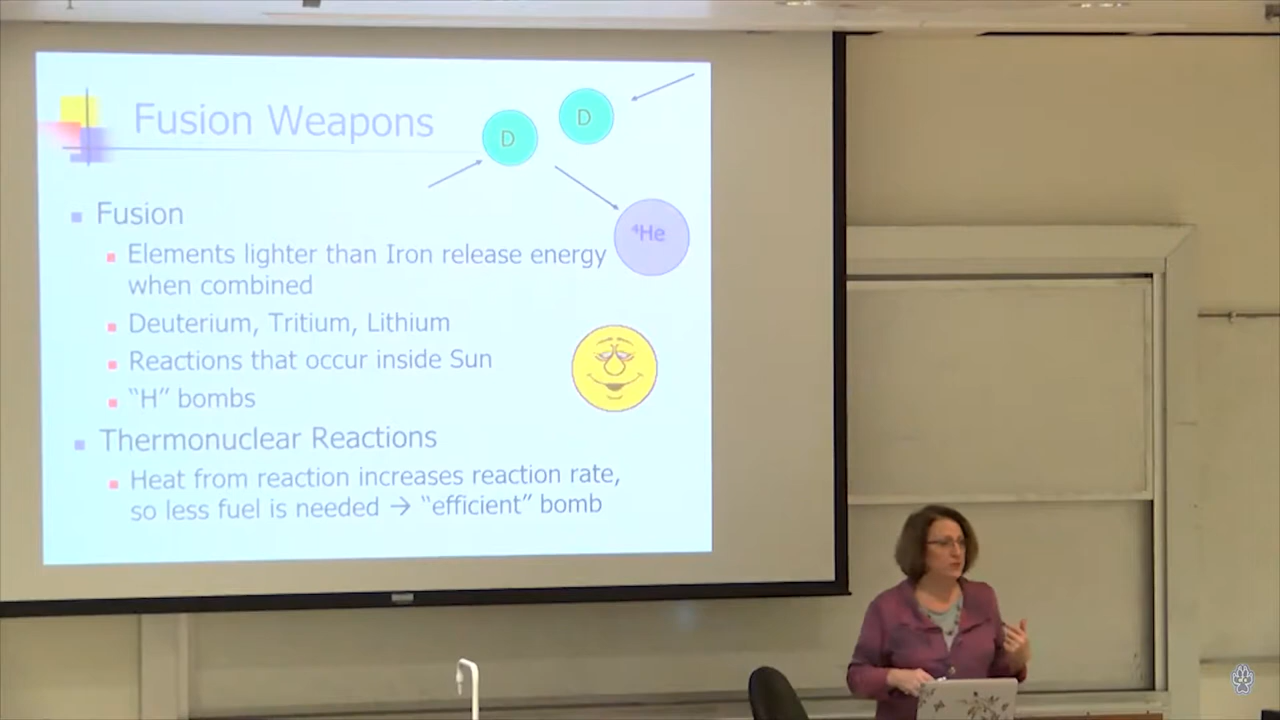 Fusion Weapons
D
D
⁴He
Fusion
Elements lighter than Iron release energy
when combined
Deuterium, Tritium, Lithium
Reactions that occur inside Sun
“H” bombs
Thermonuclear Reactions
Heat from reaction increases reaction rate,
so less fuel is needed → “efficient” bomb